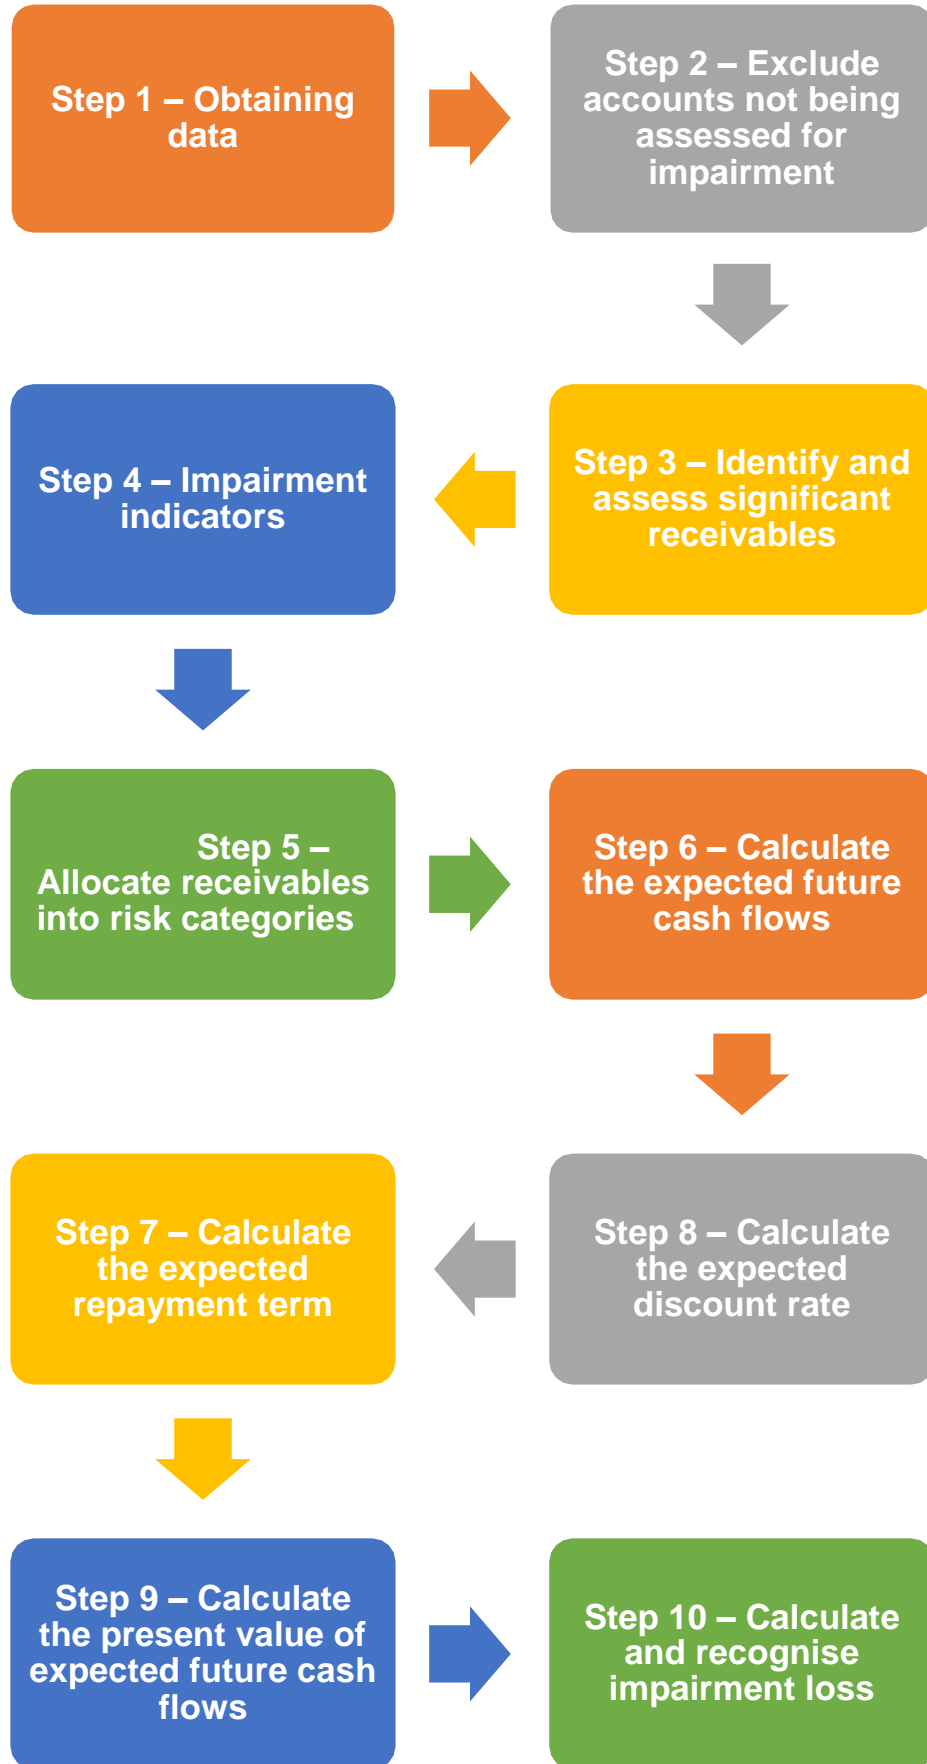 Step 1 – Obtaining
data
Step 2 – Exclude
accounts not being
assessed for
impairment
Step 3 – Identify and
assess significant
receivables
Step 4 – Impairment
indicators
Step 5 –
Allocate receivables
into risk categories
Step 6 – Calculate
the expected future
cash flows
Step 8 – Calculate
the expected
discount rate
Step 7 – Calculate
the expected
repayment term
Step 9 – Calculate
the present value of
expected future cash
flows
Step 10 – Calculate
and recognise
impairment loss